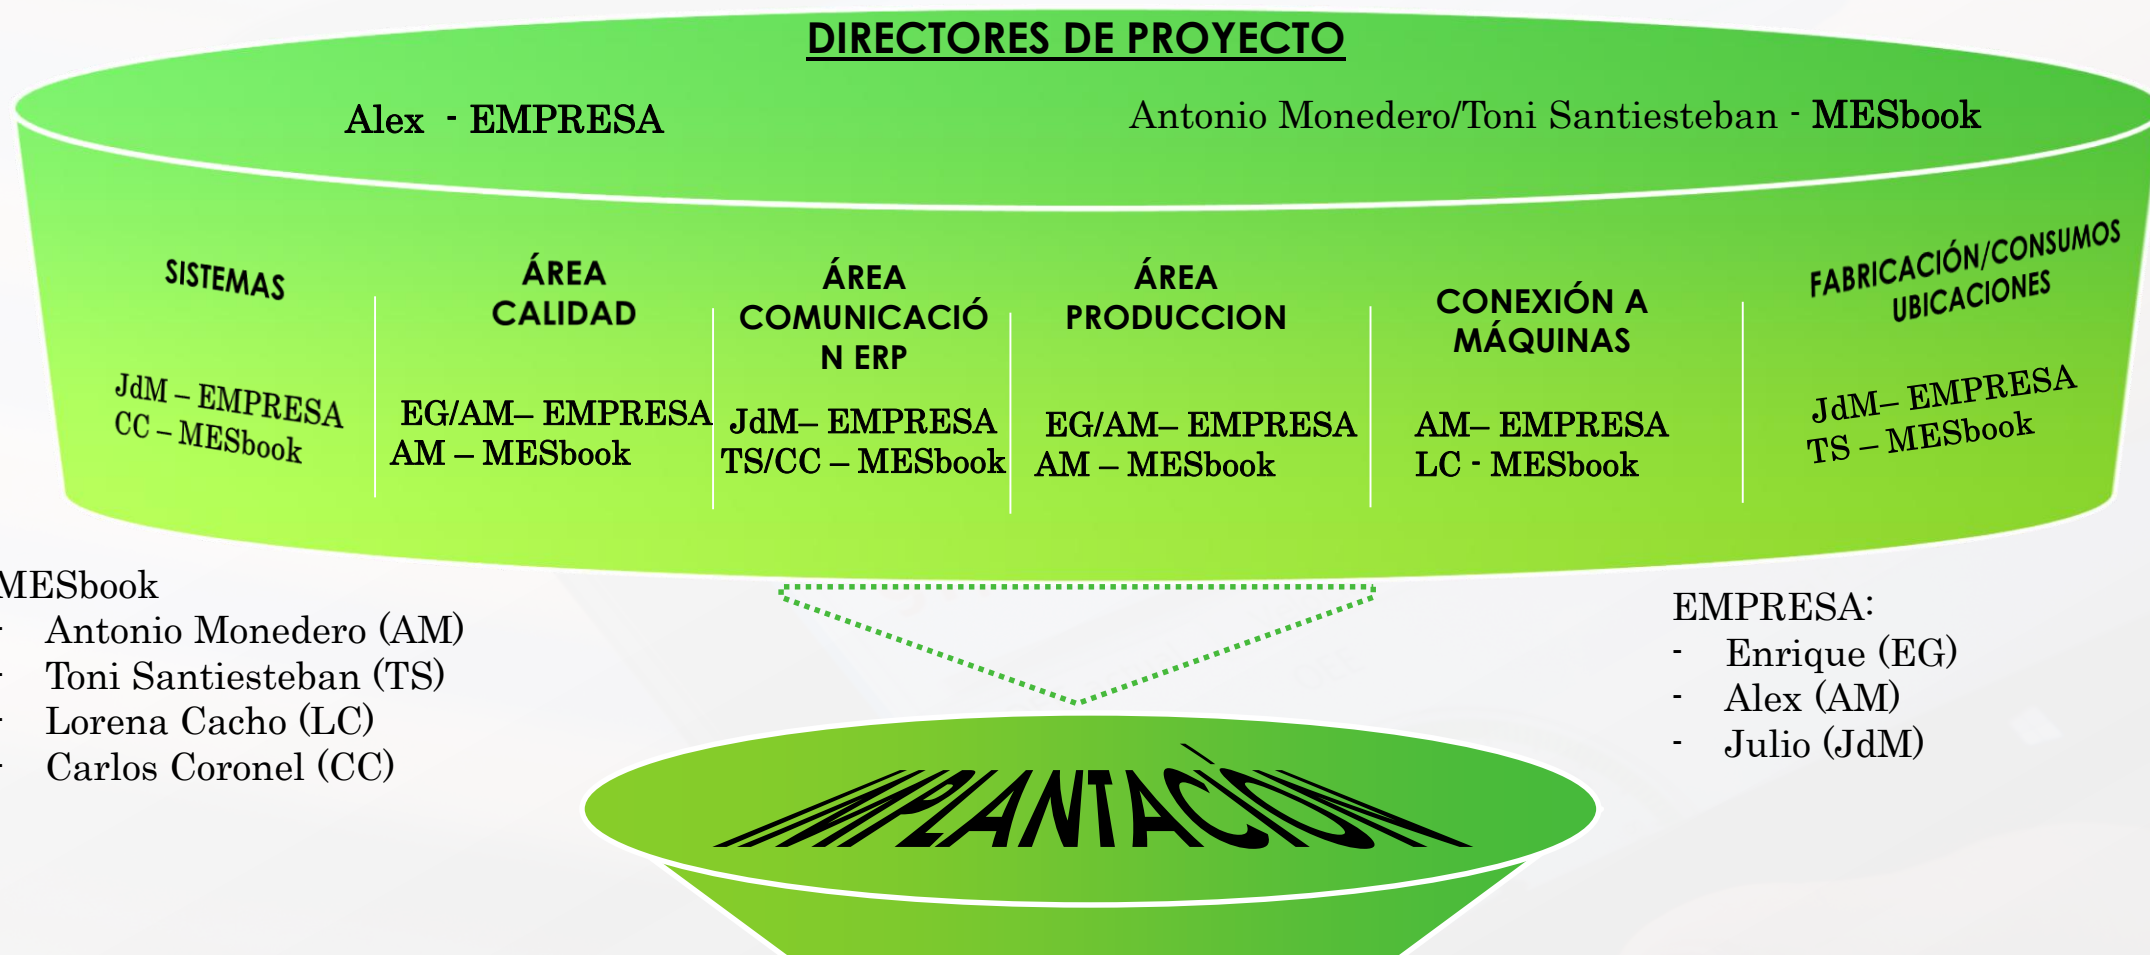 DIRECTORES DE PROYECTO
Alex - EMPRESA
Antonio Monedero/Toni Santiesteban - MESbook
SISTEMAS
JdM – EMPRESA
CC – MESbook
ÁREA
CALIDAD
EG/AM– EMPRESA
AM – MESbook
ÁREA
COMUNICACIÓ
N ERP
JdM– EMPRESA
TS/CC – MESbook
ÁREA
PRODUCCION
EG/AM– EMPRESA
AM – MESbook
CONEXIÓN A
MÁQUINAS
AM– EMPRESA
LC - MESbook
FABRICACIÓN/CONSUMOS
UBICACIONES
JdM– EMPRESA
TS – MESbook
MESbook
- Antonio Monedero (AM)
- Toni Santiesteban (TS)
- Lorena Cacho (LC)
- Carlos Coronel (CC)
EMPRESA:
- Enrique (EG)
- Alex (AM)
- Julio (JdM)
IMPLANTACIÓN